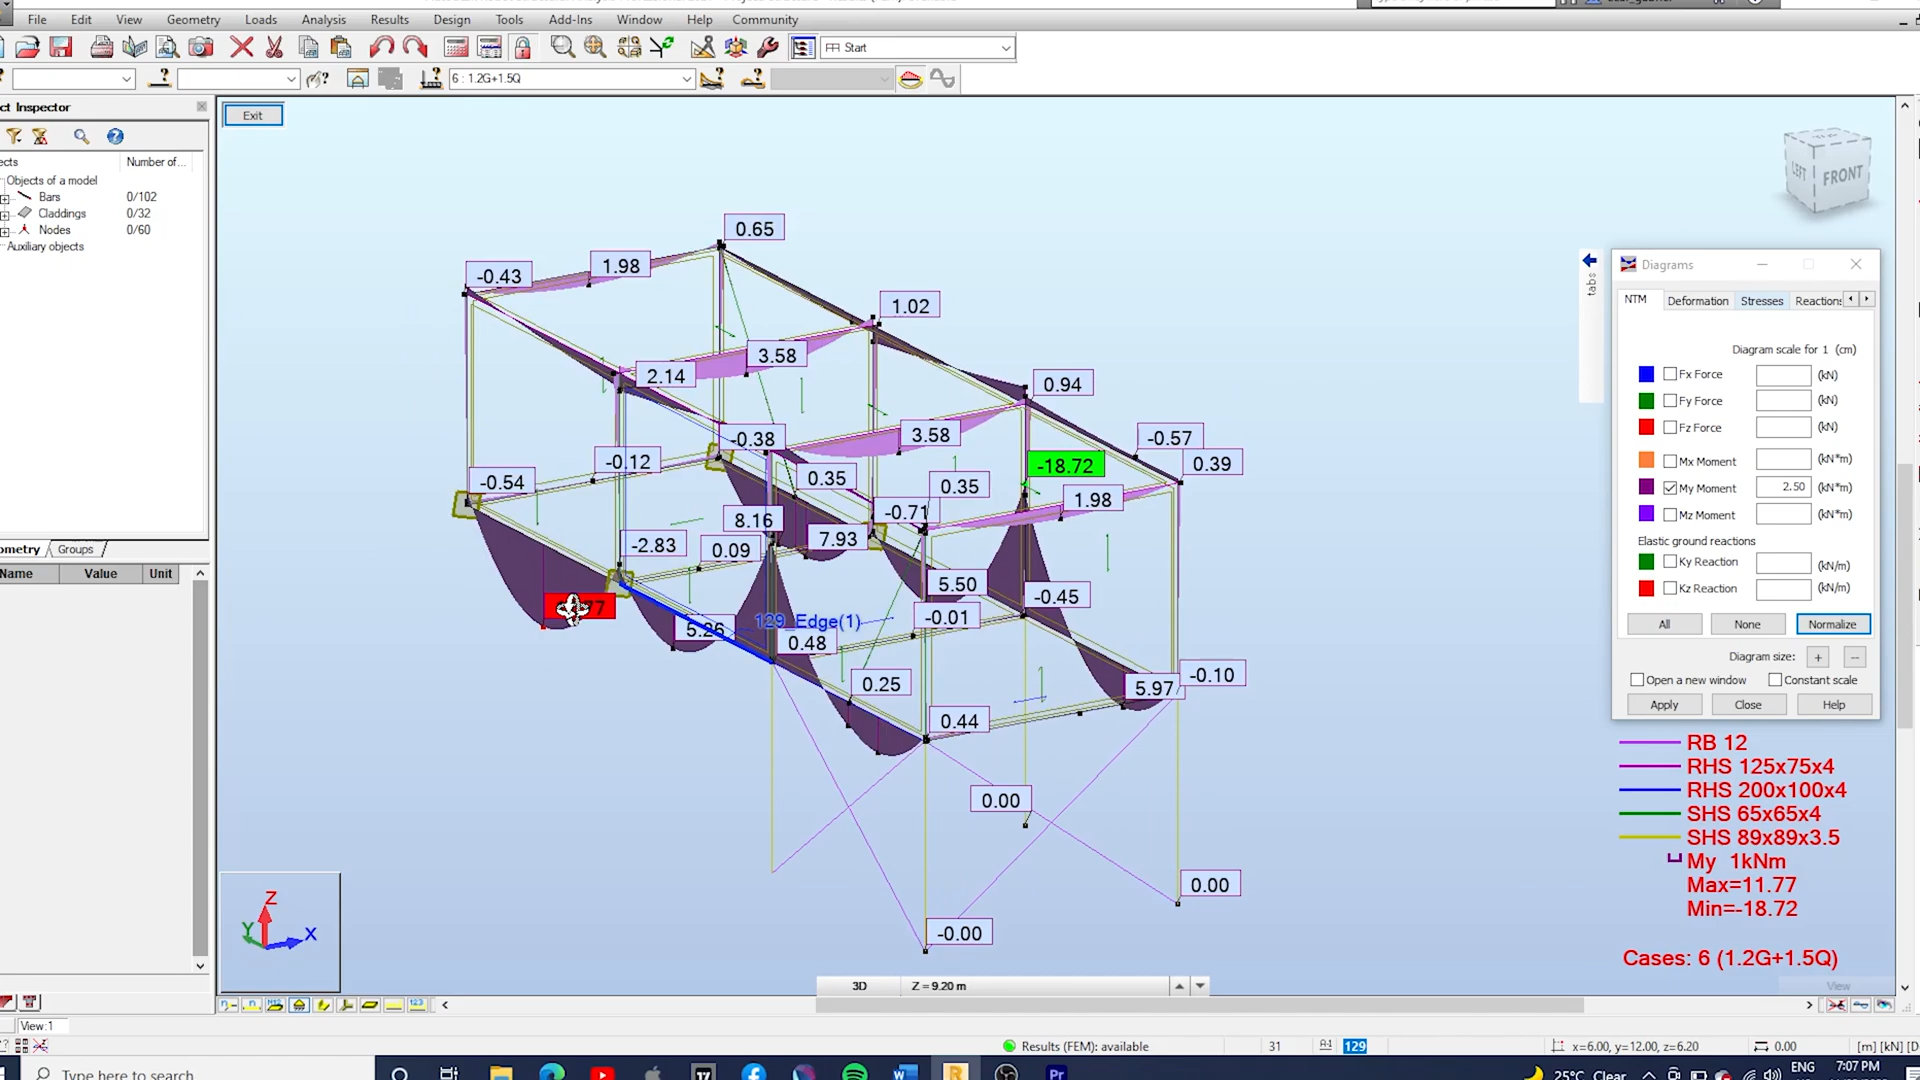 File Edit View Geometry Loads Analysis Results Design Tools Add-Ins Window Help Community
Start
6 : 1.2G+1.5Q
ct Inspector
Exit
ects Number of...
Objects of a model
Bars 0/102
Claddings 0/32
Nodes 0/60
Auxiliary objects
ometry Groups
Name Value Unit
0.65
-0.43
1.98
1.02
3.58
2.14
0.94
-0.38
3.58
-0.57
0.39
-0.12
-18.72
-0.54
0.35
0.35
1.98
8.16
-0.71
7.93
-2.83
0.09
5.50
-0.45
-0.01
77
5.26
129_Edge(1)
0.48
0.25
5.97
-0.10
0.44
0.00
0.00
-0.00
LEFT FRONT
tabs
Diagrams
NTM Deformation Stresses Reactions
Diagram scale for 1 (cm)
Fx Force (kN)
Fy Force (kN)
Fz Force (kN)
Mx Moment (kN*m)
My Moment 2.50 (kN*m)
Mz Moment (kN*m)
Elastic ground reactions
Ky Reaction (kN/m)
Kz Reaction (kN/m)
All None Normalize
Diagram size: + --
Open a new window Constant scale
Apply Close Help
RB 12
RHS 125x75x4
RHS 200x100x4
SHS 65x65x4
SHS 89x89x3.5
My 1kNm
Max=11.77
Min=-18.72
Cases: 6 (1.2G+1.5Q)
Z
Y
X
3D Z = 9.20 m
View
View:1
Results (FEM): available 31 129 x=6.00, y=12.00, z=6.20 0.00 [m] [kN] [D
Type here to search
25°C Clear ENG 7:07 PM